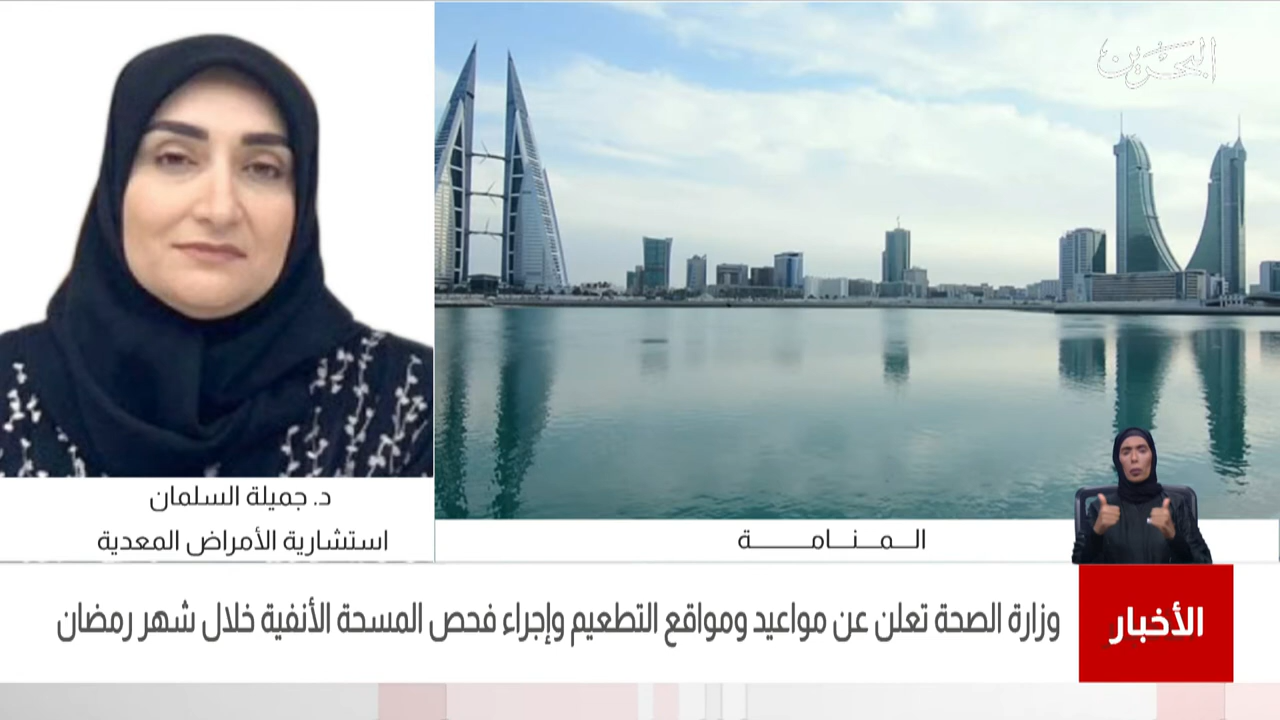 البحرين
د. جميلة السلمان
استشارية الأمراض المعدية
الـــمـــنـــامـــــة
الأخبار
وزارة الصحة تعلن عن مواعيد ومواقع التطعيم وإجراء فحص المسحة الأنفية خلال شهر رمضان